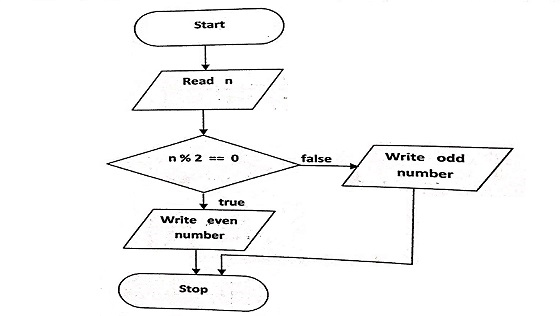 Start
Read n
n % 2 == 0
false
Write odd
number
true
Write even
number
Stop